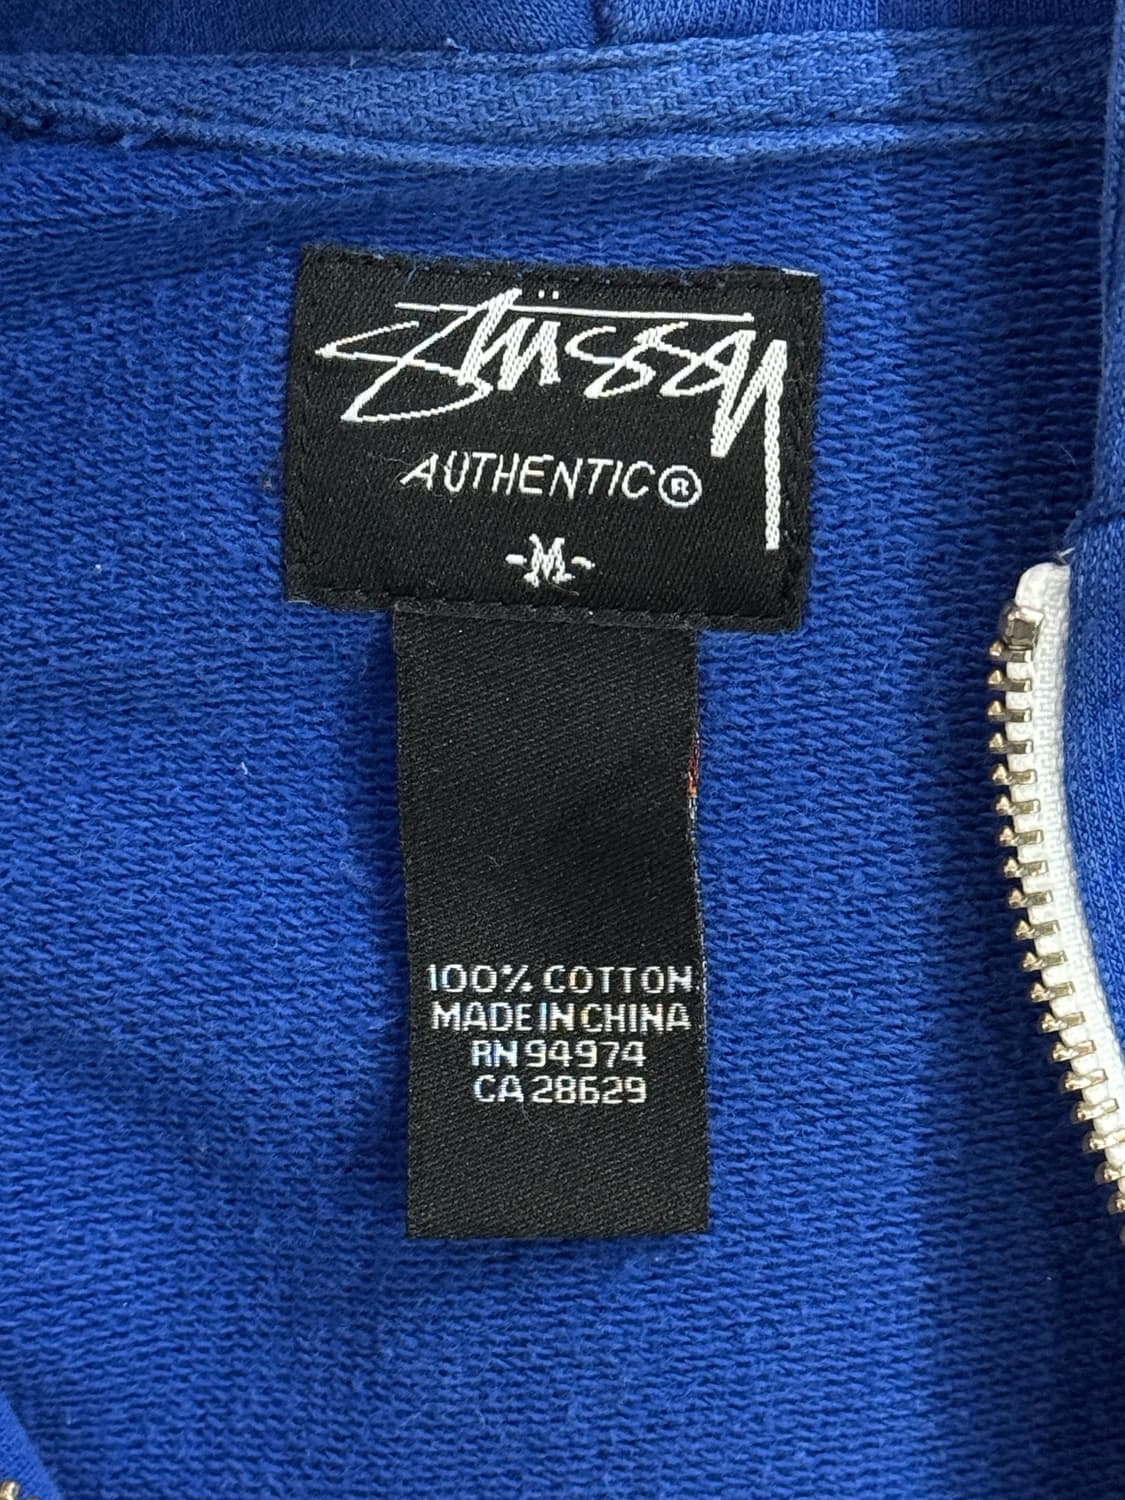 Stüssy
AUTHENTIC®
-M-
100% COTTON
MADE IN CHINA
RN 94974
CA 28629